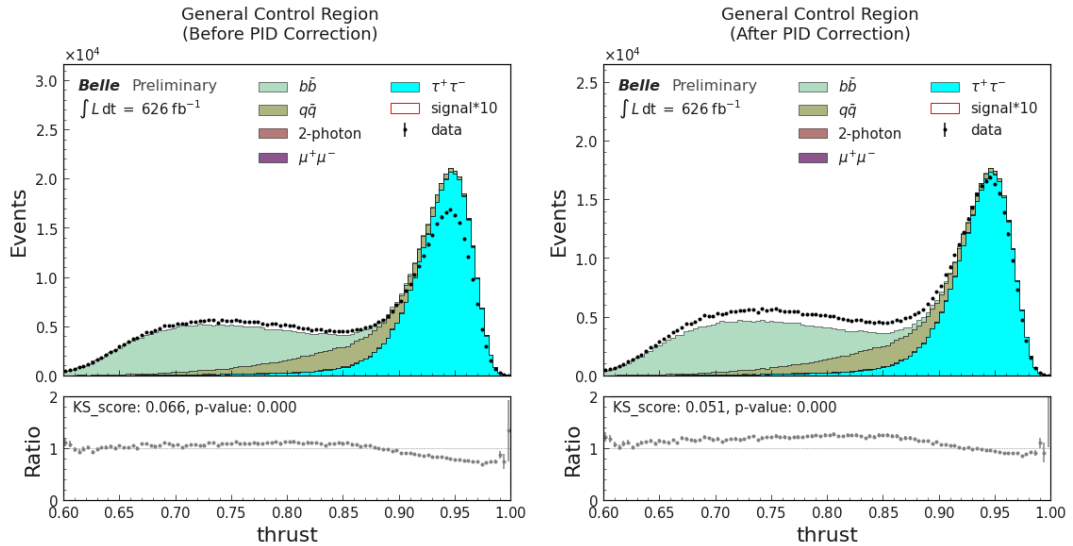 General Control Region
(Before PID Correction)
×10⁴
Belle Preliminary
∫ L dt = 626 fb⁻¹
bb̄
qq̄
2-photon
μ⁺μ⁻
τ⁺τ⁻
signal*10
data
Events
3.0
2.5
2.0
1.5
1.0
0.5
0.0
KS_score: 0.066, p-value: 0.000
Ratio
2
1
0
0.60 0.65 0.70 0.75 0.80 0.85 0.90 0.95 1.00
thrust
General Control Region
(After PID Correction)
×10⁴
Belle Preliminary
∫ L dt = 626 fb⁻¹
bb̄
qq̄
2-photon
μ⁺μ⁻
τ⁺τ⁻
signal*10
data
Events
2.5
2.0
1.5
1.0
0.5
0.0
KS_score: 0.051, p-value: 0.000
Ratio
2
1
0
0.60 0.65 0.70 0.75 0.80 0.85 0.90 0.95 1.00
thrust